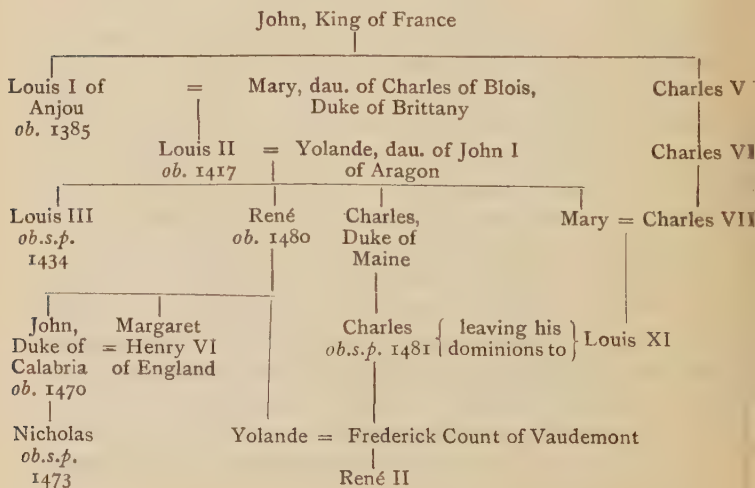 John, King of France
Louis I of = Mary, dau. of Charles of Blois, Charles V
Anjou Duke of Brittany
ob. 1385
Louis II = Yolande, dau. of John I Charles VI
ob. 1417 of Aragon
Louis III René Charles, Mary = Charles VII
ob.s.p. ob. 1480 Duke of
1434 Maine
John, Margaret Charles { leaving his } Louis XI
Duke of = Henry VI ob.s.p. 1481 { dominions to }
Calabria of England
ob. 1470
Nicholas Yolande = Frederick Count of Vaudemont
ob.s.p.
1473 René II